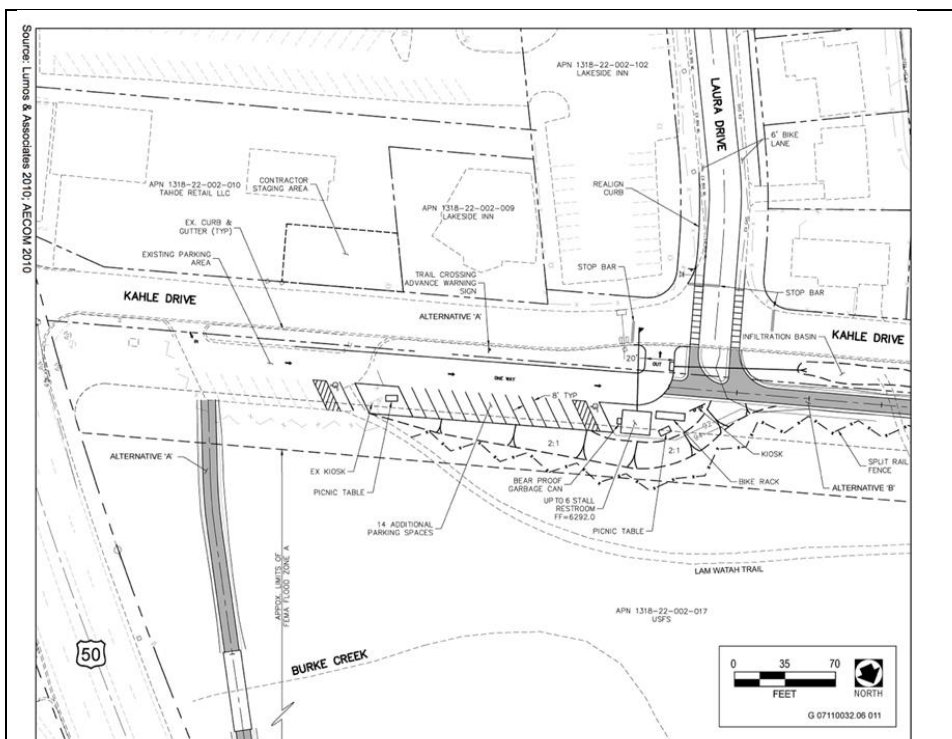 Source: Lumos & Associates 2010; AECOM 2010
APN 1318-22-002-102
LAKESIDE INN
LAURA DRIVE
6' BIKE
LANE
CONTRACTOR
STAGING AREA
APN 1318-22-002-010
TAHOE RETAIL LLC
APN 1318-22-002-009
LAKESIDE INN
REALIGN
CURB
EX. CURB &
GUTTER (TYP)
EXISTING PARKING
AREA
TRAIL CROSSING
ADVANCE WARNING
SIGN
STOP BAR
STOP BAR
KAHLE DRIVE
ALTERNATIVE 'A'
KAHLE DRIVE
INFILTRATION BASIN
20'
OUT
ONE WAY
8' TYP
2:1
2:1
ALTERNATIVE 'A'
EX KIOSK
PICNIC TABLE
BEAR PROOF
GARBAGE CAN
UP TO 6 STALL
RESTROOM
FF=6292.0
PICNIC TABLE
BIKE RACK
KIOSK
SPLIT RAIL
FENCE
ALTERNATIVE 'B'
14 ADDITIONAL
PARKING SPACES
APPROX LIMITS OF
FEMA FLOOD ZONE A
LAM WATAH TRAIL
APN 1318-22-002-017
USFS
50
BURKE CREEK
0 35 70
FEET
NORTH
G 07110032.06 011